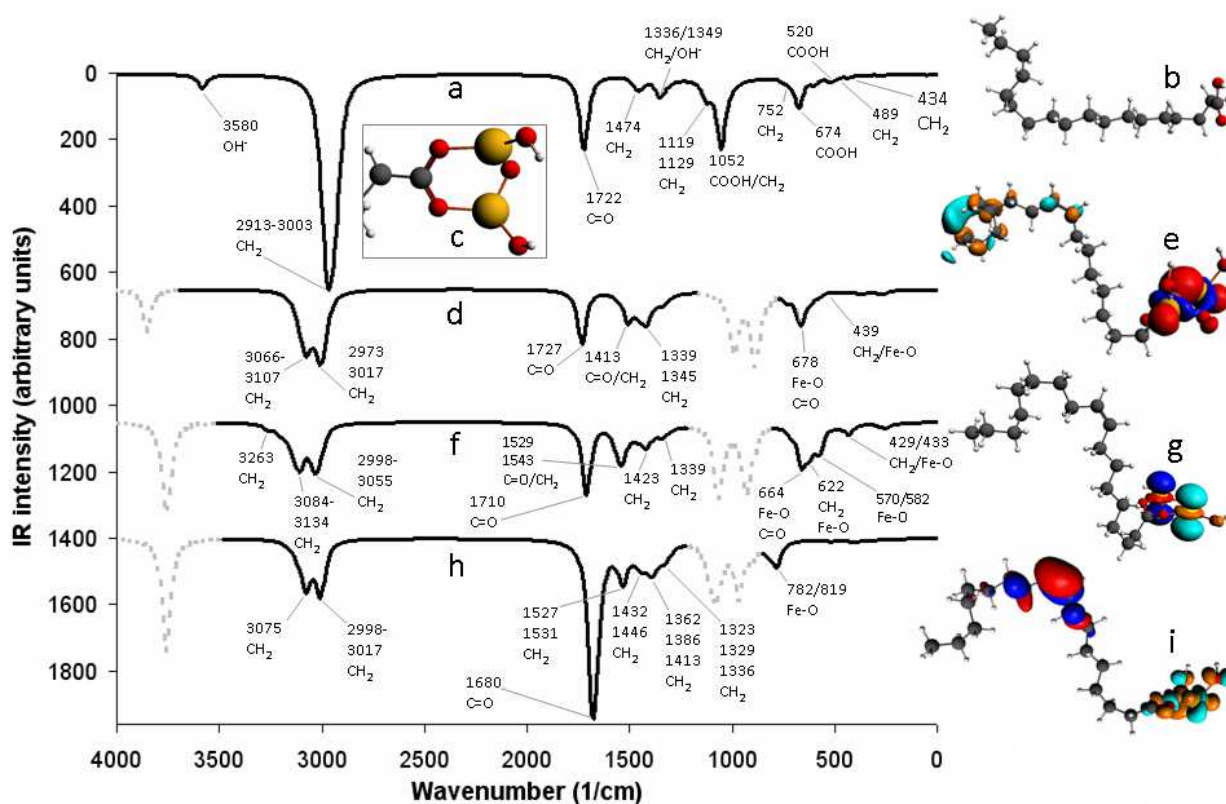 1336/1349
CH2/OH-
520
COOH
b
0
a
3580
OH-
1474
CH2
1119
1129
CH2
1052
COOH/CH2
752
CH2
674
COOH
489
CH2
434
CH2
200
400
600
800
1000
1200
1400
1600
1800
IR intensity (arbitrary units)
2913-3003
CH2
c
1722
C=O
e
d
3066-
3107
CH2
2973
3017
CH2
1727
C=O
1413
C=O/CH2
1339
1345
CH2
678
Fe-O
C=O
439
CH2/Fe-O
f
g
3263
CH2
3084-
3134
CH2
2998-
3055
CH2
1529
1543
C=O/CH2
1710
C=O
1423
CH2
1339
CH2
664
Fe-O
C=O
622
CH2
Fe-O
570/582
Fe-O
429/433
CH2/Fe-O
h
i
3075
CH2
2998-
3017
CH2
1680
C=O
1527
1531
CH2
1432
1446
CH2
1362
1386
1413
CH2
1323
1329
1336
CH2
782/819
Fe-O
4000 3500 3000 2500 2000 1500 1000 500 0
Wavenumber (1/cm)